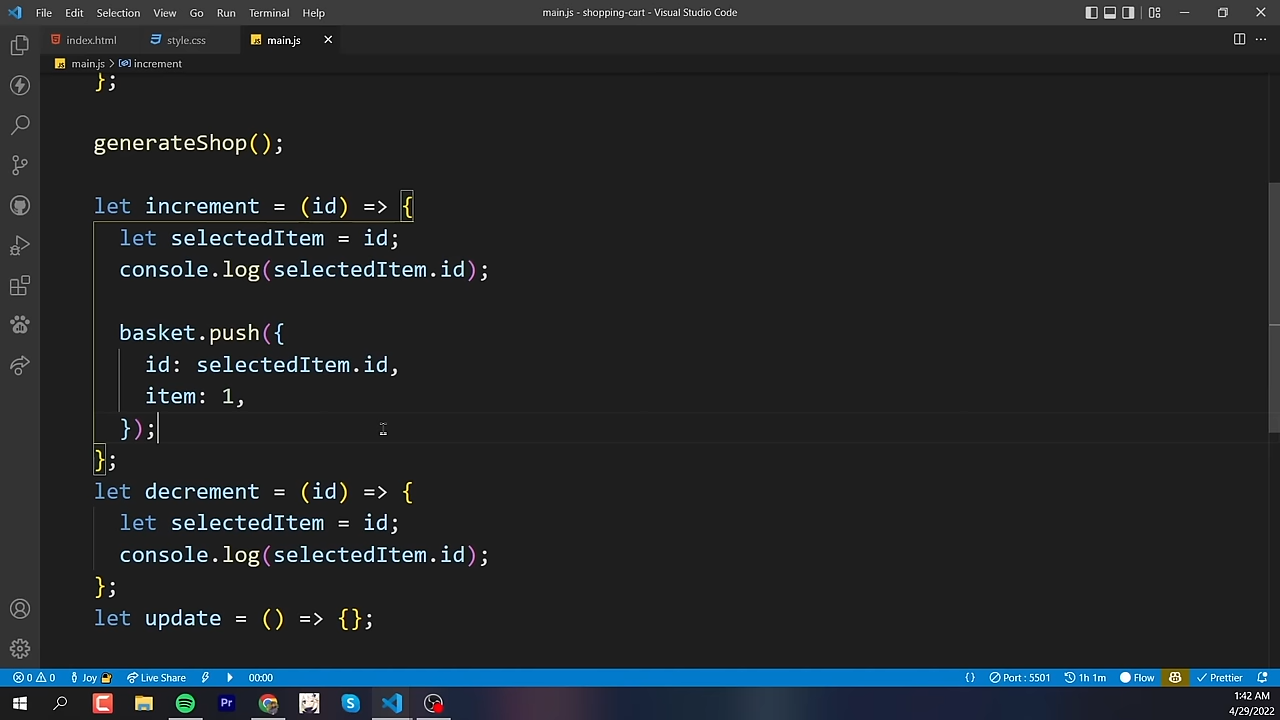 File Edit Selection View Go Run Terminal Help main.js - shopping-cart - Visual Studio Code
index.html style.css JS main.js
JS main.js > increment
};
generateShop();
let increment = (id) => {
let selectedItem = id;
console.log(selectedItem.id);
basket.push({
id: selectedItem.id,
item: 1,
});
};
let decrement = (id) => {
let selectedItem = id;
console.log(selectedItem.id);
};
let update = () => {};
0 0 Joy Live Share 00:00 {} Port : 5501 1h 1m Flow Prettier
Pr
1:42 AM
4/29/2022